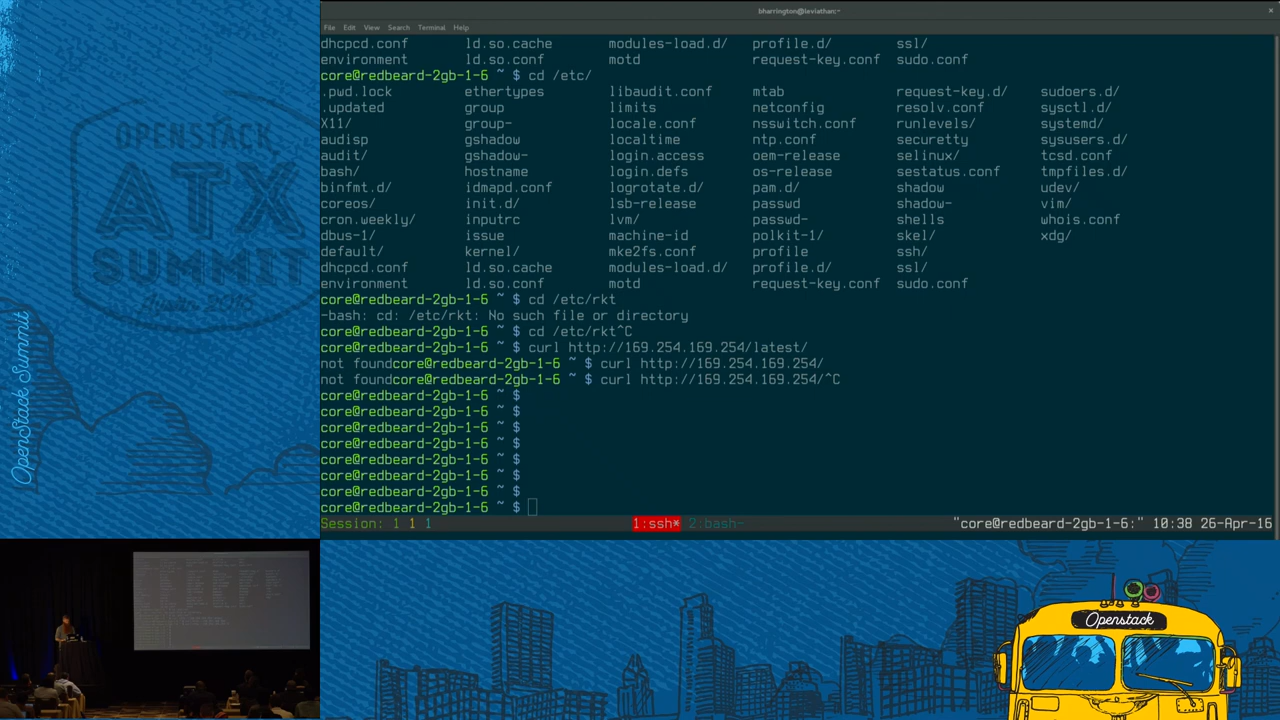 bharrington@leviathan:~
File Edit View Search Terminal Help
dhcpcd.conf ld.so.cache modules-load.d/ profile.d/ ssl/
environment ld.so.conf motd request-key.conf sudo.conf
core@redbeard-2gb-1-6 ~ $ cd /etc/
.pwd.lock ethertypes libaudit.conf mtab request-key.d/ sudoers.d/
.updated group limits netconfig resolv.conf sysctl.d/
X11/ group- locale.conf nsswitch.conf runlevels/ systemd/
audisp gshadow localtime ntp.conf securetty sysusers.d/
audit/ gshadow- login.access oem-release selinux/ tcsd.conf
bash/ hostname login.defs os-release sestatus.conf tmpfiles.d/
binfmt.d/ idmapd.conf logrotate.d/ pam.d/ shadow udev/
coreos/ init.d/ lsb-release passwd shadow- vim/
cron.weekly/ inputrc lvm/ passwd- shells whois.conf
dbus-1/ issue machine-id polkit-1/ skel/ xdg/
default/ kernel/ mke2fs.conf profile ssh/
dhcpcd.conf ld.so.cache modules-load.d/ profile.d/ ssl/
environment ld.so.conf motd request-key.conf sudo.conf
core@redbeard-2gb-1-6 ~ $ cd /etc/rkt
-bash: cd: /etc/rkt: No such file or directory
core@redbeard-2gb-1-6 ~ $ cd /etc/rkt^C
core@redbeard-2gb-1-6 ~ $ curl http://169.254.169.254/latest/
not foundcore@redbeard-2gb-1-6 ~ $ curl http://169.254.169.254/
not foundcore@redbeard-2gb-1-6 ~ $ curl http://169.254.169.254/^C
core@redbeard-2gb-1-6 ~ $
core@redbeard-2gb-1-6 ~ $
core@redbeard-2gb-1-6 ~ $
core@redbeard-2gb-1-6 ~ $
core@redbeard-2gb-1-6 ~ $
core@redbeard-2gb-1-6 ~ $
core@redbeard-2gb-1-6 ~ $
core@redbeard-2gb-1-6 ~ $
Session: 1 1 1 1:ssh* 2:bash- "core@redbeard-2gb-1-6:" 10:38 26-Apr-16
OPENSTACK
ATX
SUMMIT
OpenStack Summit
Openstack